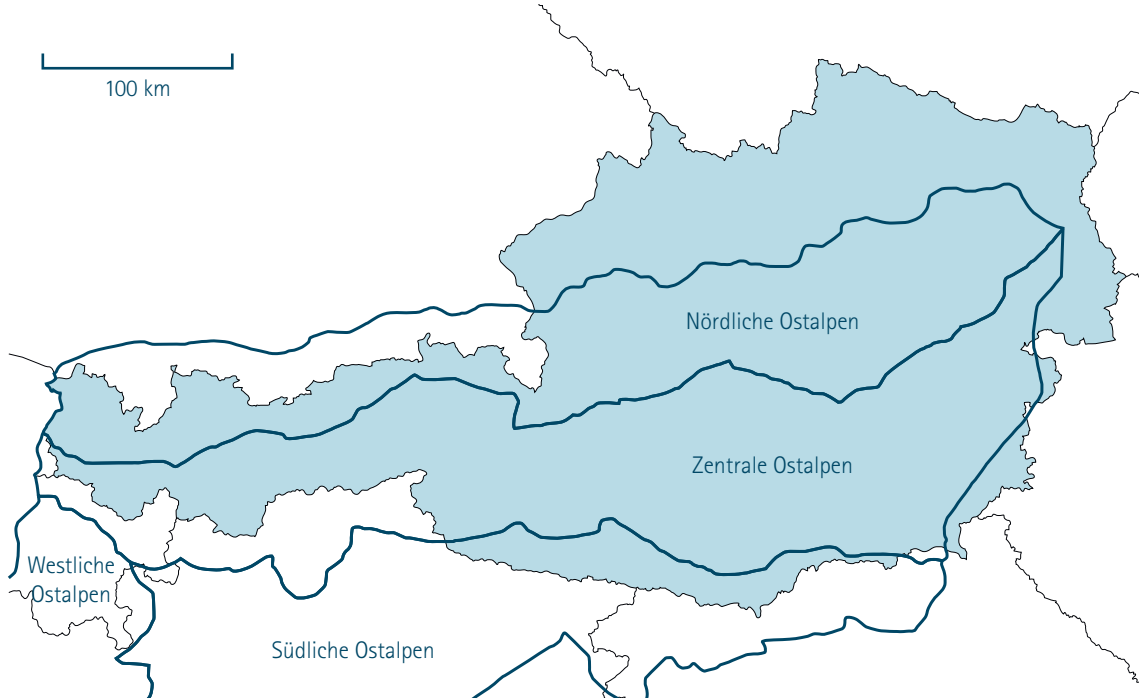 100 km
Nördliche Ostalpen
Zentrale Ostalpen
Westliche
Ostalpen
Südliche Ostalpen